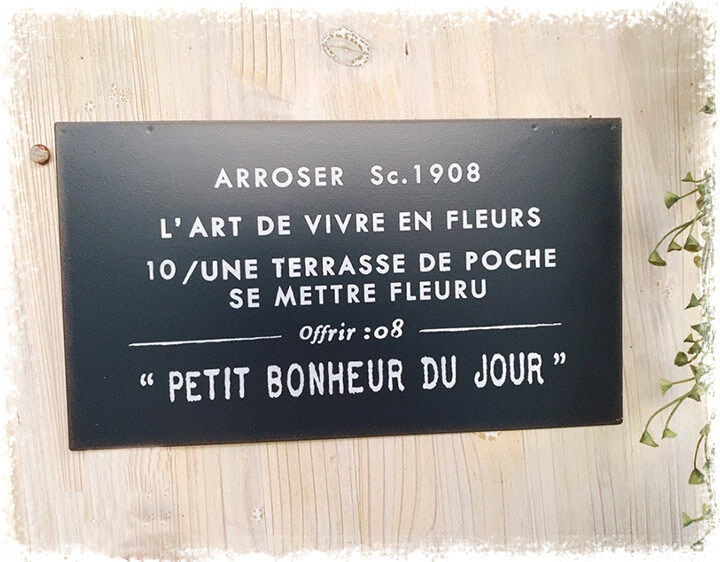 ARROSER Sc.1908
L'ART DE VIVRE EN FLEURS
10/UNE TERRASSE DE POCHE
SE METTRE FLEURU
Offrir :08
“ PETIT BONHEUR DU JOUR ”